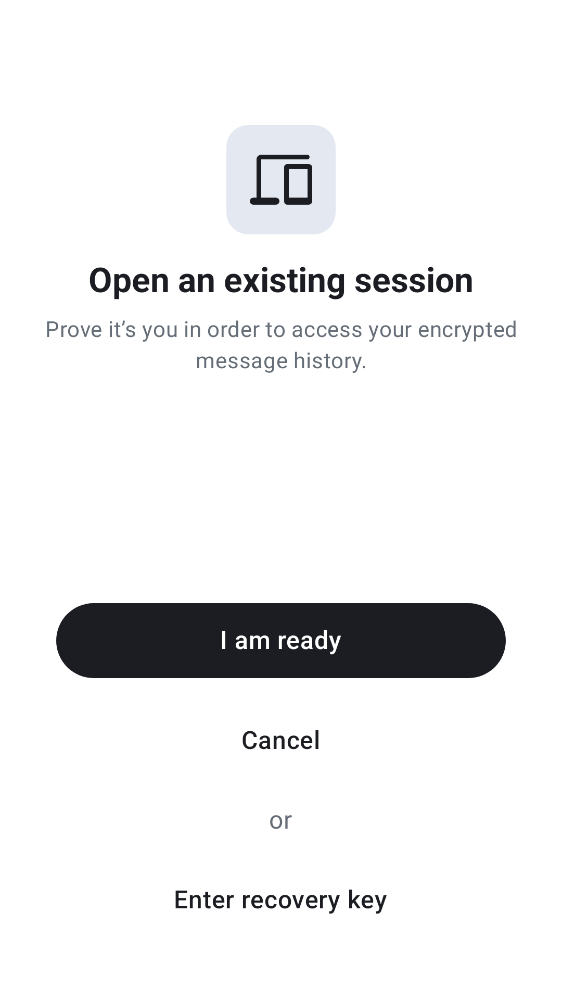 Open an existing session
Prove it’s you in order to access your encrypted
message history.
I am ready
Cancel
or
Enter recovery key